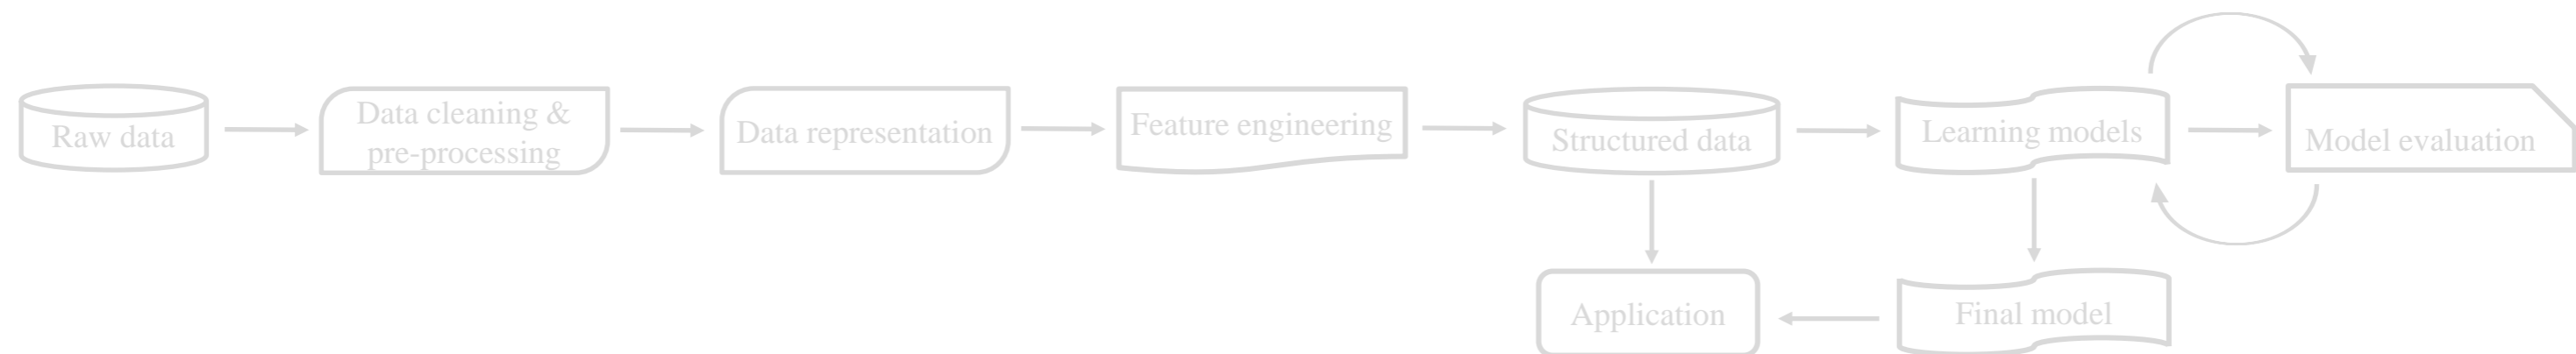 Raw data
Data cleaning &
pre-processing
Data representation
Feature engineering
Structured data
Learning models
Model evaluation
Application
Final model